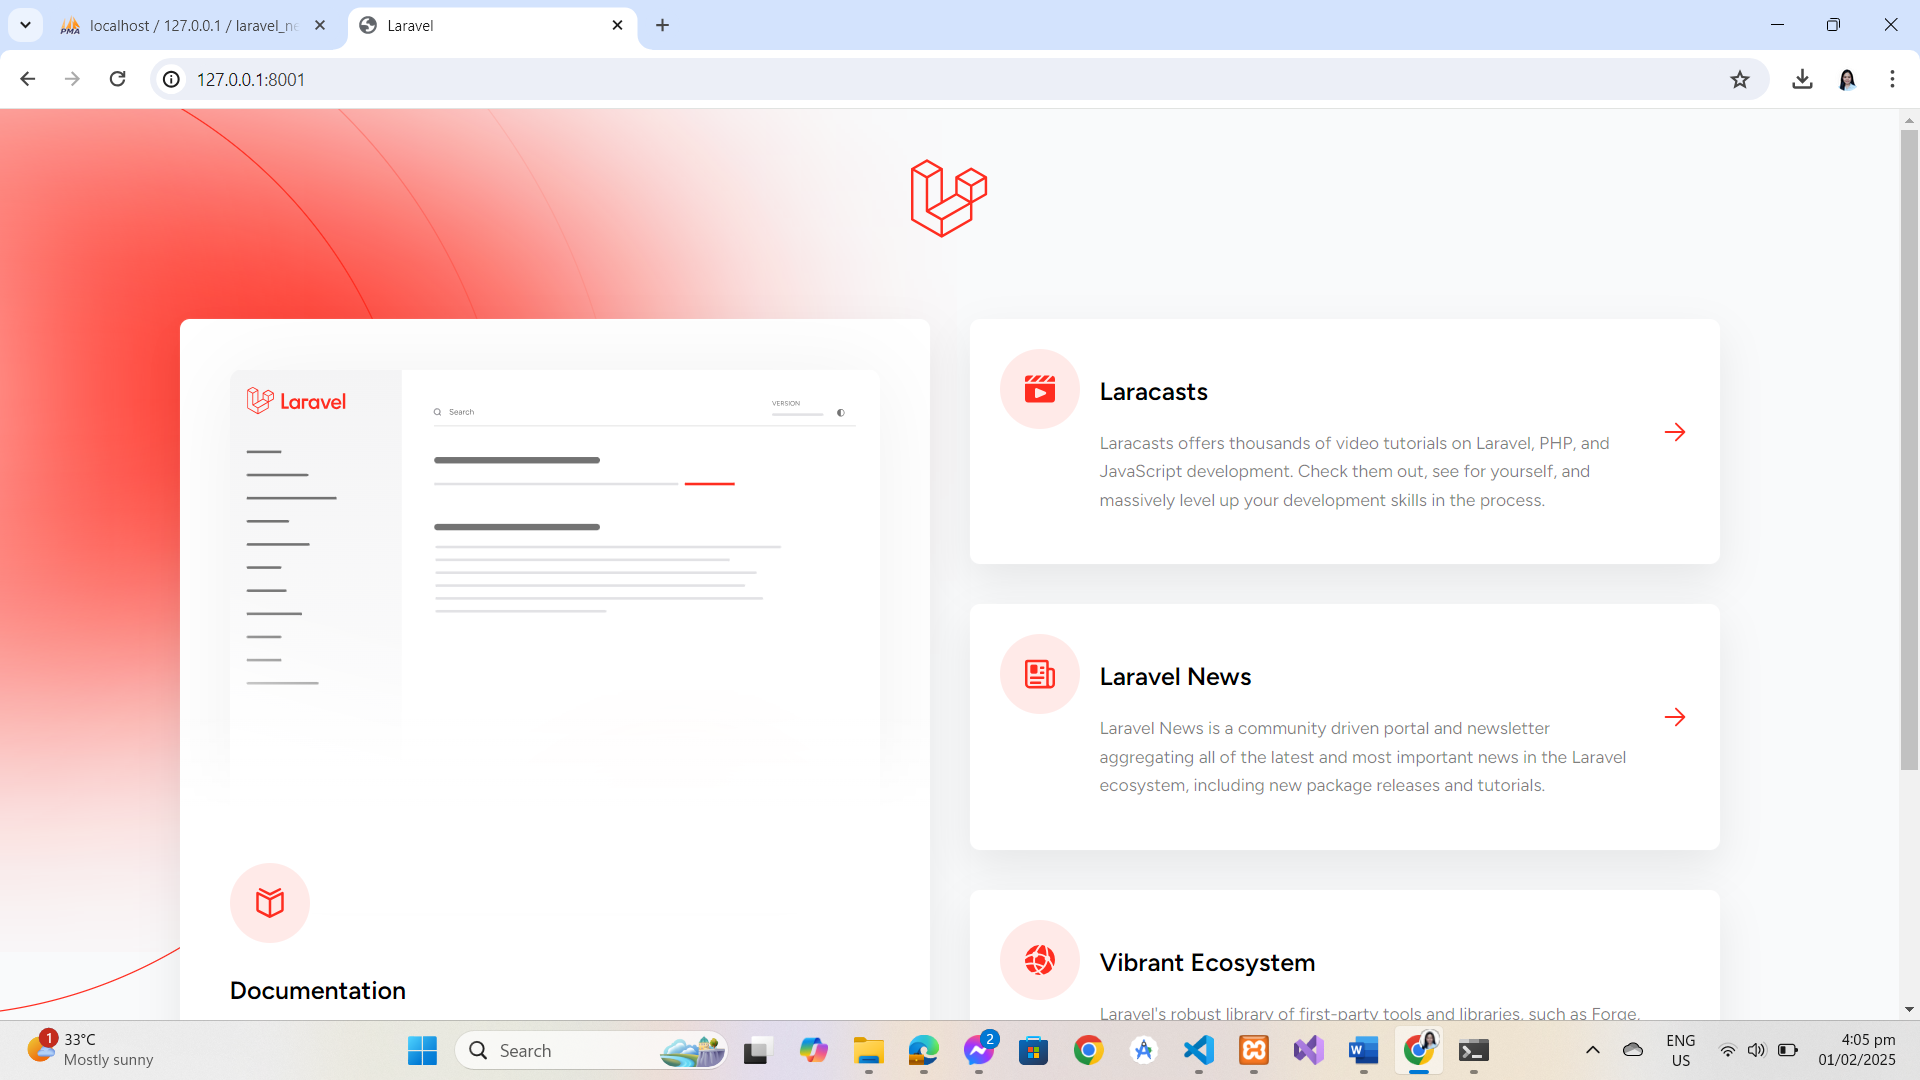 localhost / 127.0.0.1 / laravel_ne
Laravel
127.0.0.1:8001
Laravel
Search
VERSION
Documentation
Laracasts
Laracasts offers thousands of video tutorials on Laravel, PHP, and
JavaScript development. Check them out, see for yourself, and
massively level up your development skills in the process.
Laravel News
Laravel News is a community driven portal and newsletter
aggregating all of the latest and most important news in the Laravel
ecosystem, including new package releases and tutorials.
Vibrant Ecosystem
Laravel's robust library of first-party tools and libraries, such as Forge,
1
33°C
Mostly sunny
Search
2
ENG
US
4:05 pm
01/02/2025